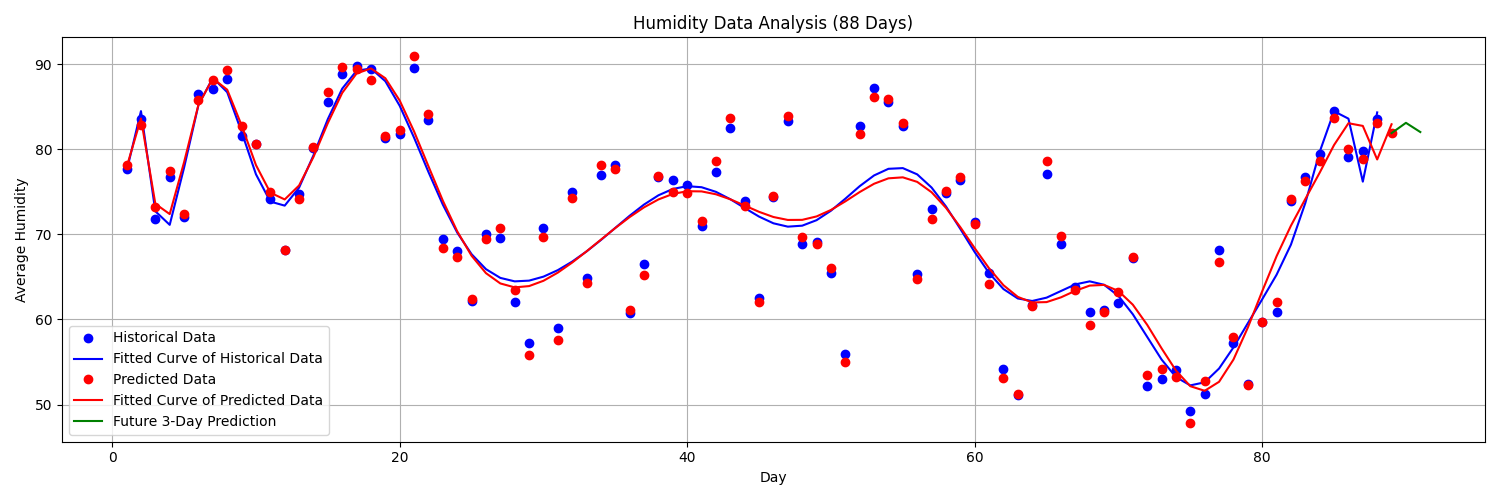 Humidity Data Analysis (88 Days)
Average Humidity
90
80
70
60
50
Historical Data
Fitted Curve of Historical Data
Predicted Data
Fitted Curve of Predicted Data
Future 3-Day Prediction
0 20 40 60 80
Day